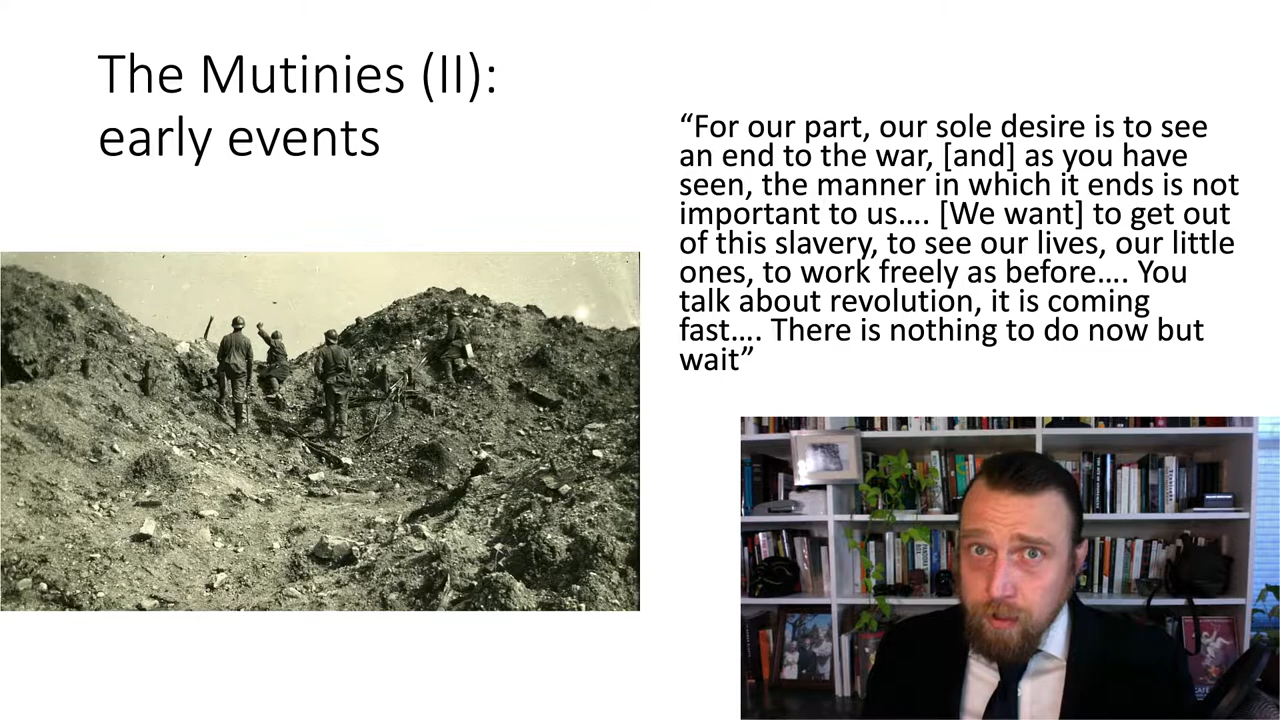 The Mutinies (II):
early events
“For our part, our sole desire is to see
an end to the war, [and] as you have
seen, the manner in which it ends is not
important to us…. [We want] to get out
of this slavery, to see our lives, our little
ones, to work freely as before…. You
talk about revolution, it is coming
fast…. There is nothing to do now but
wait”